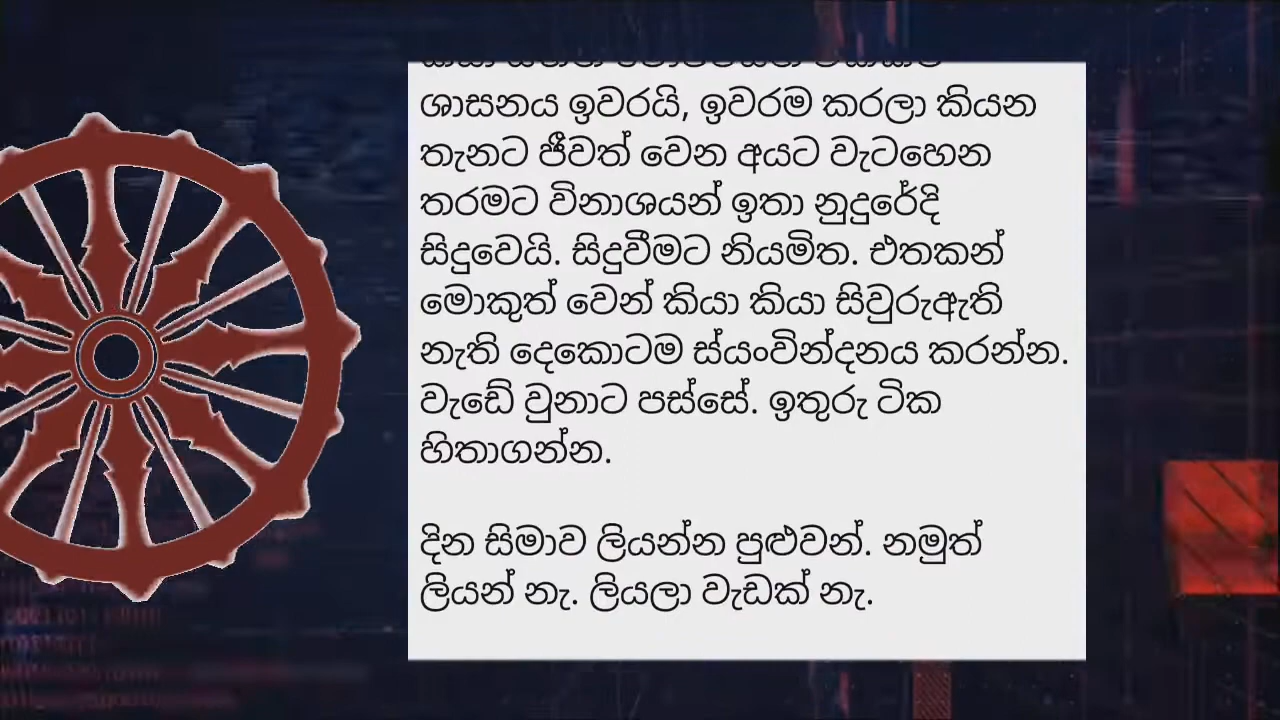 ශාසනය ඉවරයි, ඉවරම කරලා කියන
තැනට ජීවත් වෙන අයට වැටහෙන
තරමට විනාශයන් ඉතා නුදුරේදි
සිදුවෙයි. සිදුවීමට නියමිත. එතකන්
මොකුත් වෙන් කියා කියා සිවුරුඇති
නැති දෙකොටම ස්යංවින්දනය කරන්න.
වැඩේ වුනාට පස්සේ. ඉතුරු ටික
හිතාගන්න.
දින සිමාව ලියන්න පුළුවන්. නමුත්
ලියන් නැ. ලියලා වැඩක් නැ.